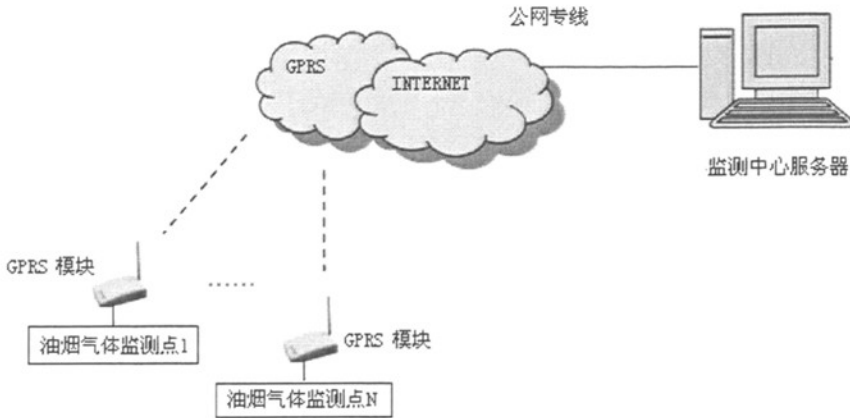 公网专线
GPRS
INTERNET
监测中心服务器
GPRS 模块
油烟气体监测点1
GPRS 模块
油烟气体监测点N